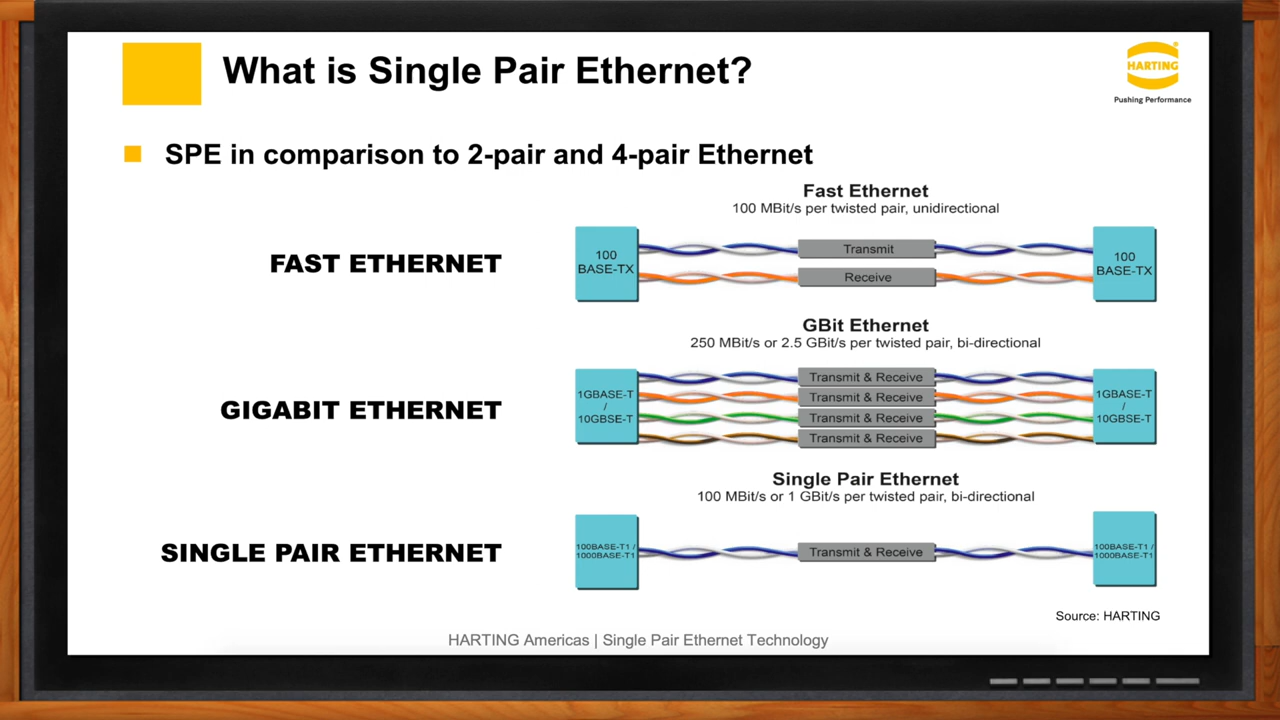 What is Single Pair Ethernet?
HARTING
®
Pushing Performance
SPE in comparison to 2-pair and 4-pair Ethernet
Fast Ethernet
100 MBit/s per twisted pair, unidirectional
FAST ETHERNET
100
BASE-TX
Transmit
Receive
100
BASE-TX
GBit Ethernet
250 MBit/s or 2.5 GBit/s per twisted pair, bi-directional
GIGABIT ETHERNET
1GBASE-T
/
10GBSE-T
Transmit & Receive
Transmit & Receive
Transmit & Receive
Transmit & Receive
1GBASE-T
/
10GBSE-T
Single Pair Ethernet
100 MBit/s or 1 GBit/s per twisted pair, bi-directional
SINGLE PAIR ETHERNET
100BASE-T1 /
1000BASE-T1
Transmit & Receive
100BASE-T1 /
1000BASE-T1
Source: HARTING
HARTING Americas | Single Pair Ethernet Technology